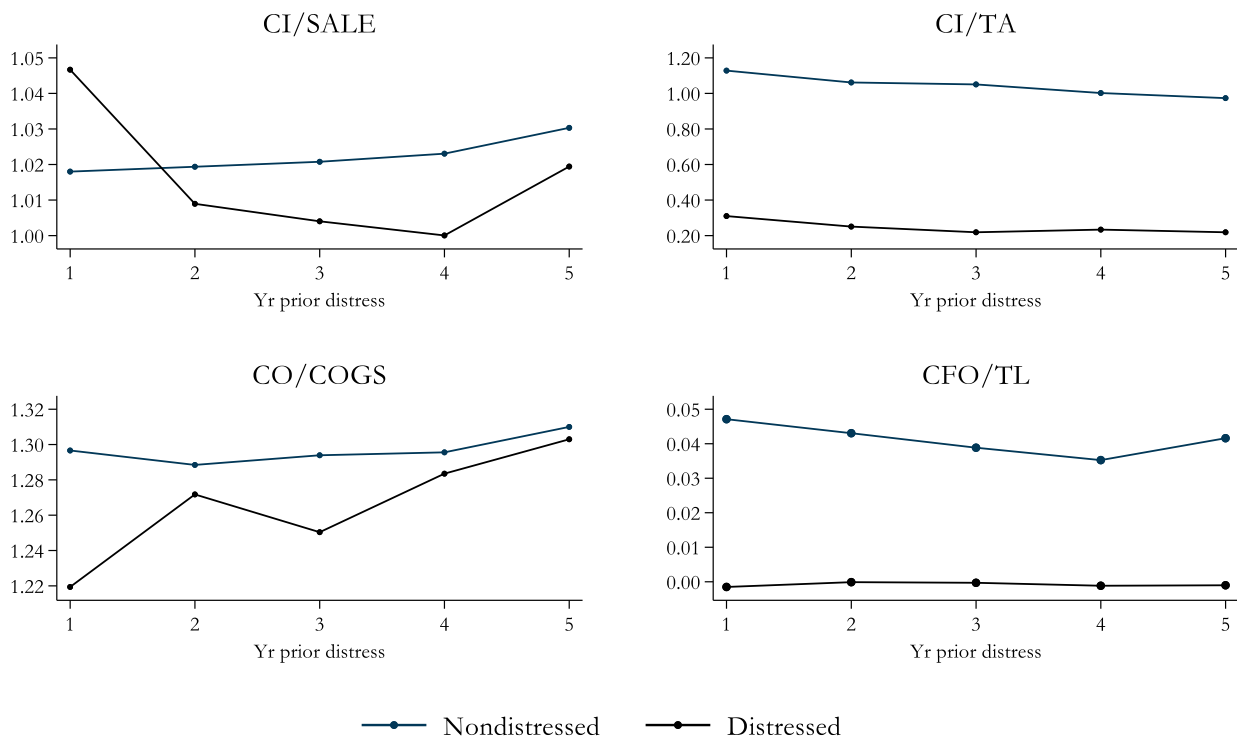 CI/SALE
1.05
1.04
1.03
1.02
1.01
1.00
1 2 3 4 5
Yr prior distress
CI/TA
1.20
1.00
0.80
0.60
0.40
0.20
1 2 3 4 5
Yr prior distress
CO/COGS
1.32
1.30
1.28
1.26
1.24
1.22
1 2 3 4 5
Yr prior distress
CFO/TL
0.05
0.04
0.03
0.02
0.01
0.00
1 2 3 4 5
Yr prior distress
Nondistressed Distressed